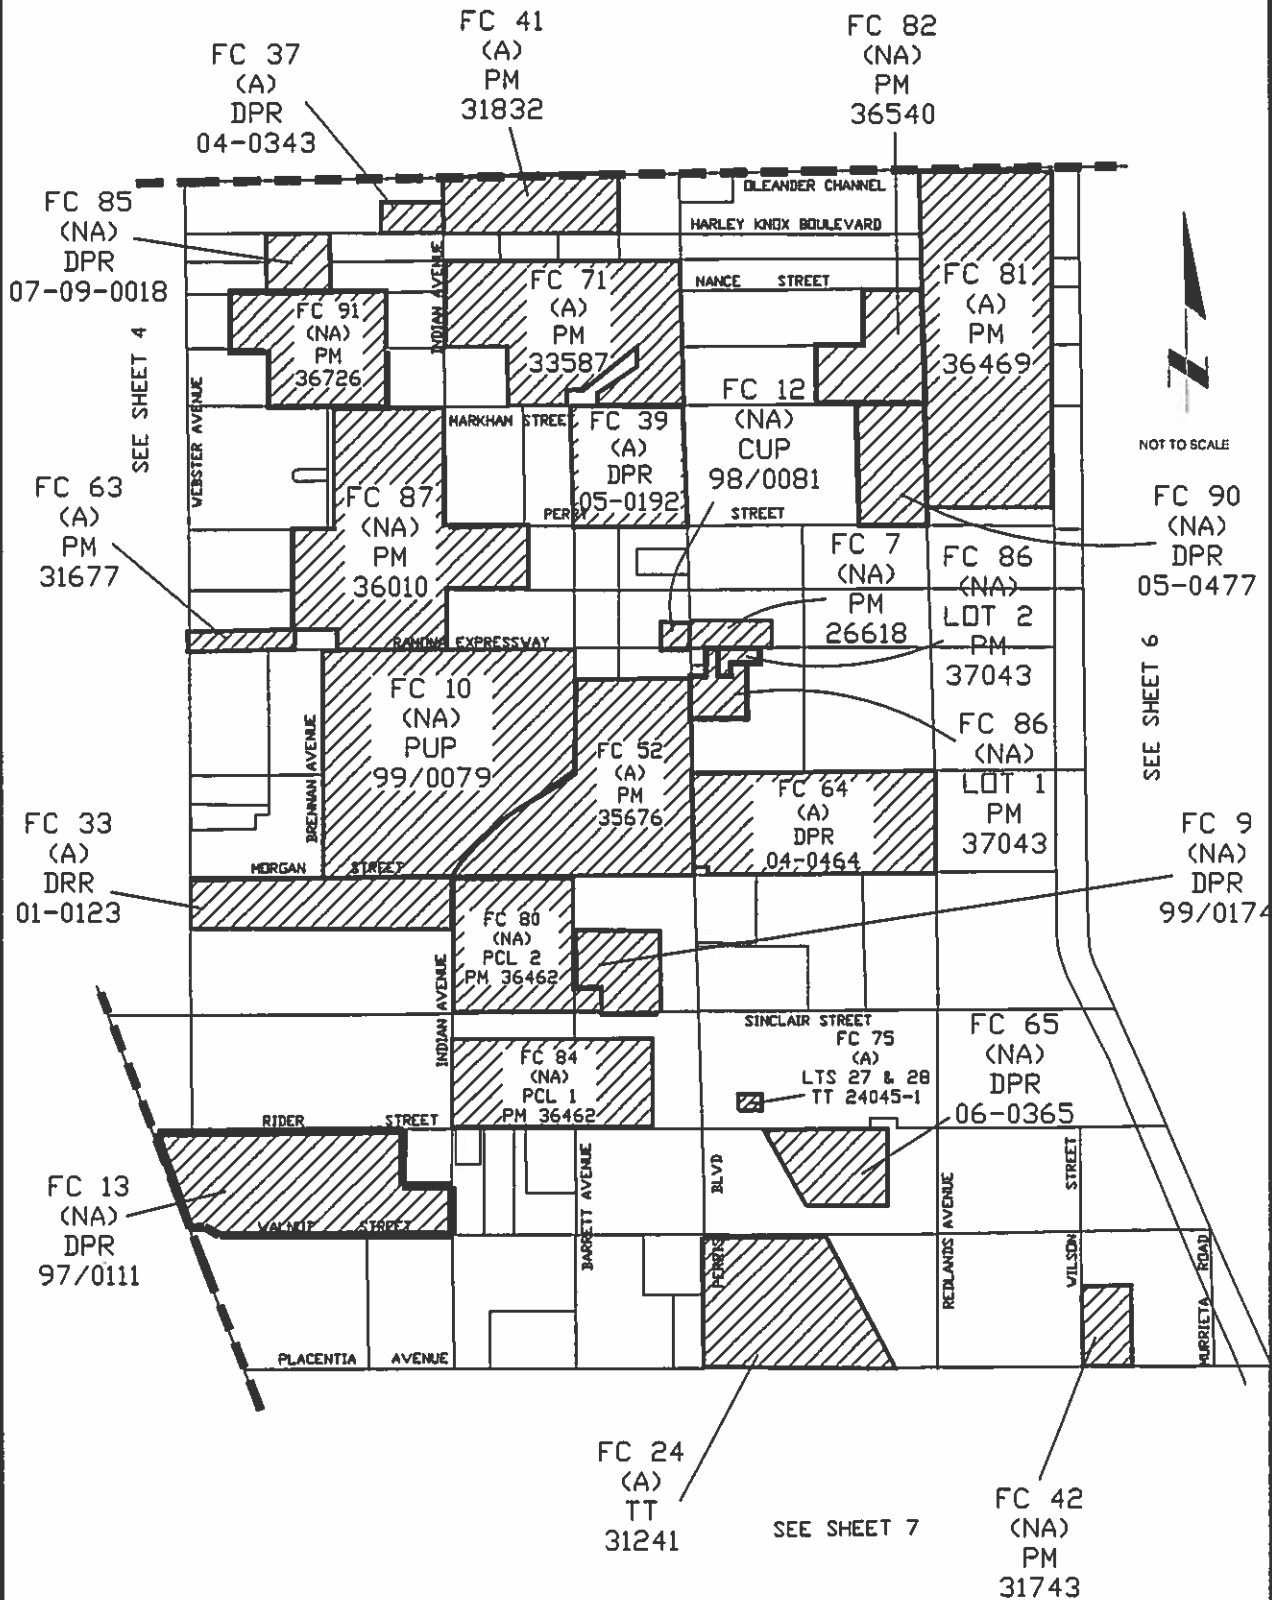 FC 41
(A)
PM
31832
FC 82
(NA)
PM
36540
FC 37
(A)
DPR
04-0343
FC 85
(NA)
DPR
07-09-0018
OLEANDER CHANNEL
HARLEY KNOX BOULEVARD
NANCE STREET
INDIAN AVENUE
FC 71
(A)
PM
33587
FC 81
(A)
PM
36469
FC 91
(NA)
PM
36726
SEE SHEET 4
WEBSTER AVENUE
NOT TO SCALE
FC 12
(NA)
CUP
98/0081
MARKHAM STREET
FC 39
(A)
DPR
05-0192
FC 63
(A)
PM
31677
FC 87
(NA)
PM
36010
PERRY STREET
FC 90
(NA)
DPR
05-0477
FC 7
(NA)
PM
26618
FC 86
(NA)
LOT 2
PM
37043
RAMONA EXPRESSWAY
SEE SHEET 6
FC 10
(NA)
PUP
99/0079
BRENNAN AVENUE
FC 52
(A)
PM
35676
FC 86
(NA)
LOT 1
PM
37043
FC 64
(A)
DPR
04-0464
FC 33
(A)
DRR
01-0123
MORGAN STREET
FC 9
(NA)
DPR
99/0174
FC 80
(NA)
PCL 2
PM 36462
INDIAN AVENUE
SINCLAIR STREET
FC 75
(A)
LTS 27 & 28
TT 24045-1
FC 65
(NA)
DPR
06-0365
FC 84
(NA)
PCL 1
PM 36462
RIDER STREET
FC 13
(NA)
DPR
97/0111
WALNUT STREET
BARRETT AVENUE
PERRIS BLVD
REDLANDS AVENUE
WILSON STREET
MURRIETA ROAD
PLACENTIA AVENUE
FC 24
(A)
TT
31241
SEE SHEET 7
FC 42
(NA)
PM
31743